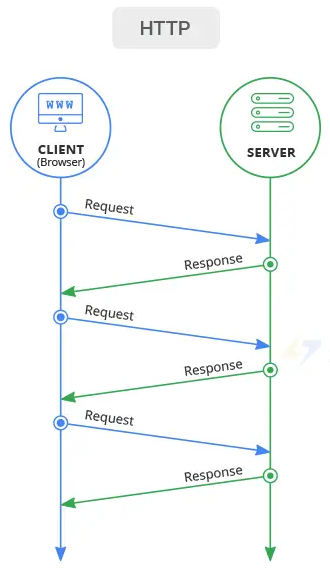 HTTP
WWW
CLIENT
(Browser)
SERVER
Request
Response
Request
Response
Request
Response